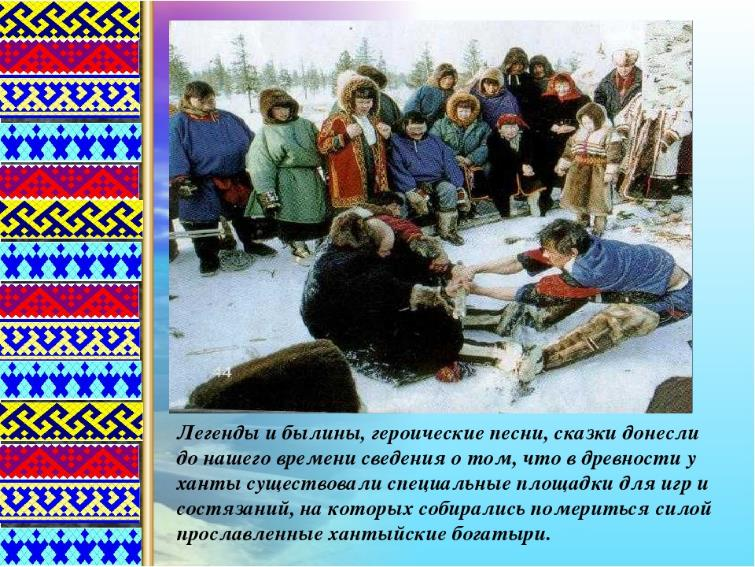 44
Легенды и былины, героические песни, сказки донесли
до нашего времени сведения о том, что в древности у
ханты существовали специальные площадки для игр и
состязаний, на которых собирались помериться силой
прославленные хантыйские богатыри.